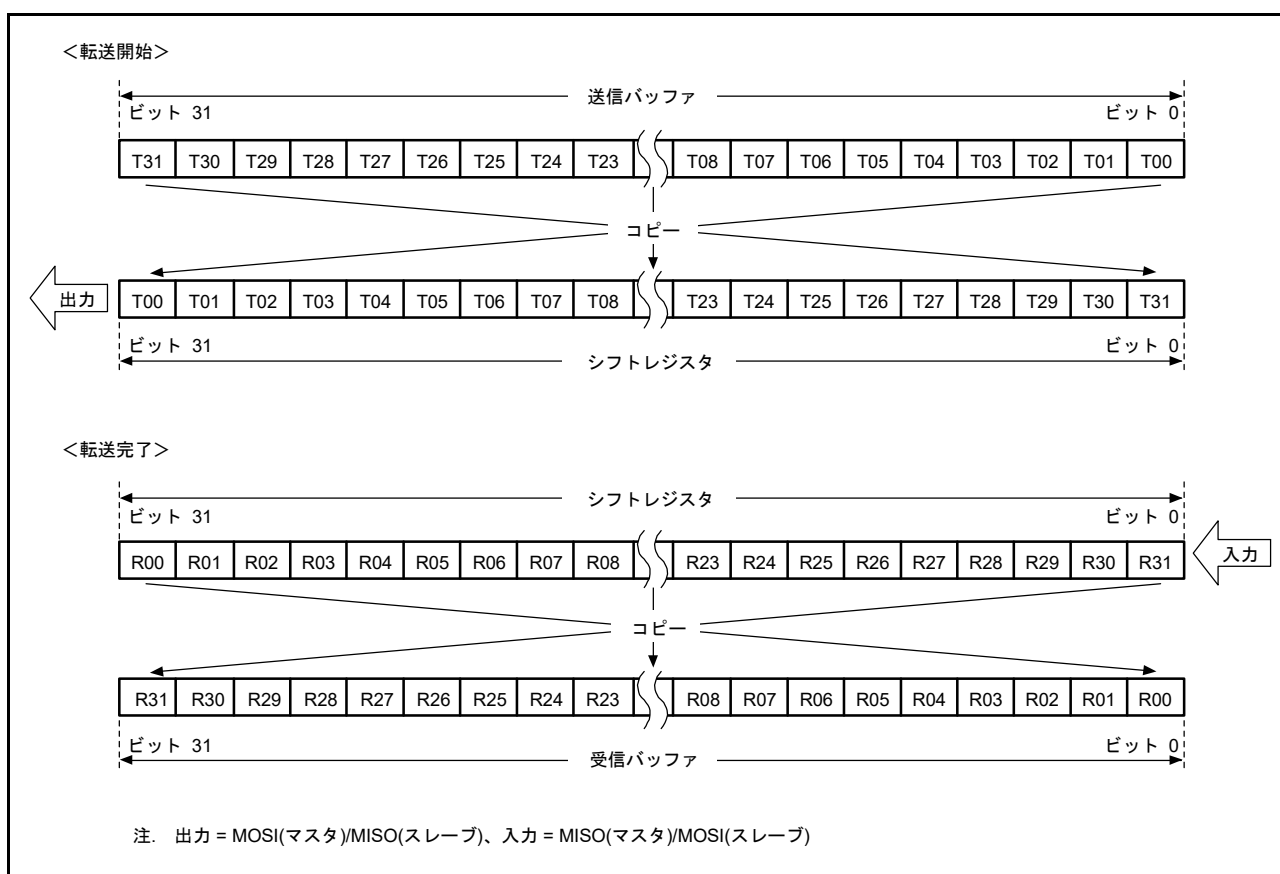 ＜転送開始＞
送信バッファ
ビット 31 ビット 0
T31 T30 T29 T28 T27 T26 T25 T24 T23 T08 T07 T06 T05 T04 T03 T02 T01 T00
コピー
出力 T00 T01 T02 T03 T04 T05 T06 T07 T08 T23 T24 T25 T26 T27 T28 T29 T30 T31
ビット 31 ビット 0
シフトレジスタ
＜転送完了＞
シフトレジスタ
ビット 31 ビット 0
R00 R01 R02 R03 R04 R05 R06 R07 R08 R23 R24 R25 R26 R27 R28 R29 R30 R31 入力
コピー
R31 R30 R29 R28 R27 R26 R25 R24 R23 R08 R07 R06 R05 R04 R03 R02 R01 R00
ビット 31 ビット 0
受信バッファ
注. 出力 = MOSI(マスタ)/MISO(スレーブ)、入力 = MISO(マスタ)/MOSI(スレーブ)